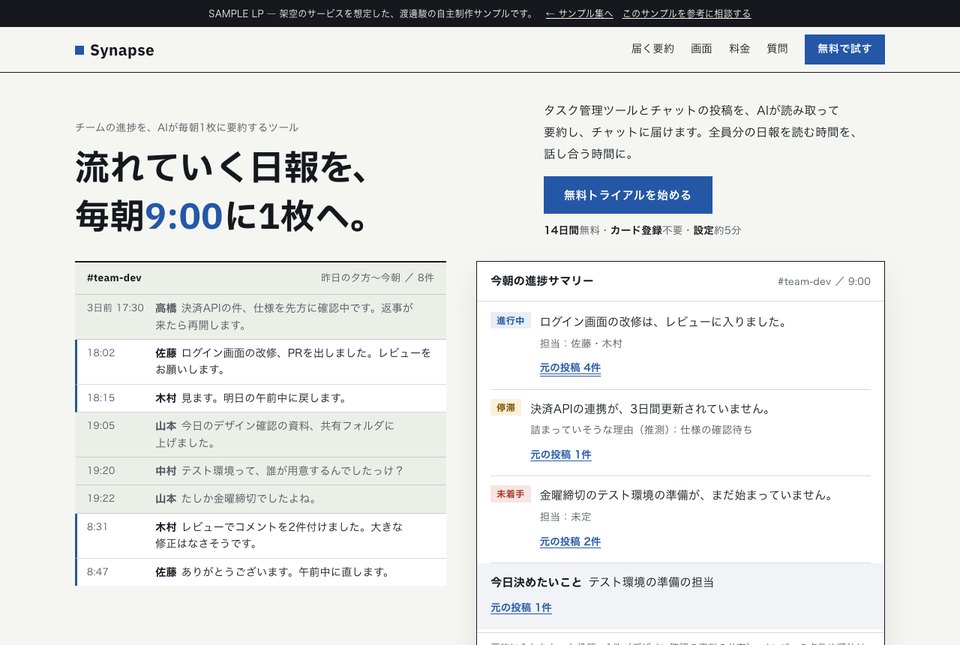 SAMPLE LP — 架空のサービスを想定した、渡邊駿の自主制作サンプルです。 ← サンプル集へ このサンプルを参考に相談する
Synapse
届く要約 画面 料金 質問 無料で試す
チームの進捗を、AIが毎朝1枚に要約するツール
流れていく日報を、
毎朝9:00に1枚へ。
タスク管理ツールとチャットの投稿を、AIが読み取って
要約し、チャットに届けます。全員分の日報を読む時間を、
話し合う時間に。
無料トライアルを始める
14日間無料・カード登録不要・設定約5分
#team-dev 昨日の夕方〜今朝 ／ 8件
3日前 17:30 高橋 決済APIの件、仕様を先方に確認中です。返事が
来たら再開します。
18:02 佐藤 ログイン画面の改修、PRを出しました。レビューを
お願いします。
18:15 木村 見ます。明日の午前中に戻します。
19:05 山本 今日のデザイン確認の資料、共有フォルダに
上げました。
19:20 中村 テスト環境って、誰が用意するんでしたっけ？
19:22 山本 たしか金曜締切でしたよね。
8:31 木村 レビューでコメントを2件付けました。大きな
修正はなさそうです。
8:47 佐藤 ありがとうございます。午前中に直します。
今朝の進捗サマリー #team-dev ／ 9:00
進行中 ログイン画面の改修は、レビューに入りました。
担当：佐藤・木村
元の投稿 4件
停滞 決済APIの連携が、3日間更新されていません。
詰まっていそうな理由（推測）：仕様の確認待ち
元の投稿 1件
未着手 金曜締切のテスト環境の準備が、まだ始まっていません。
担当：未定
元の投稿 2件
今日決めたいこと テスト環境の準備の担当
元の投稿 1件